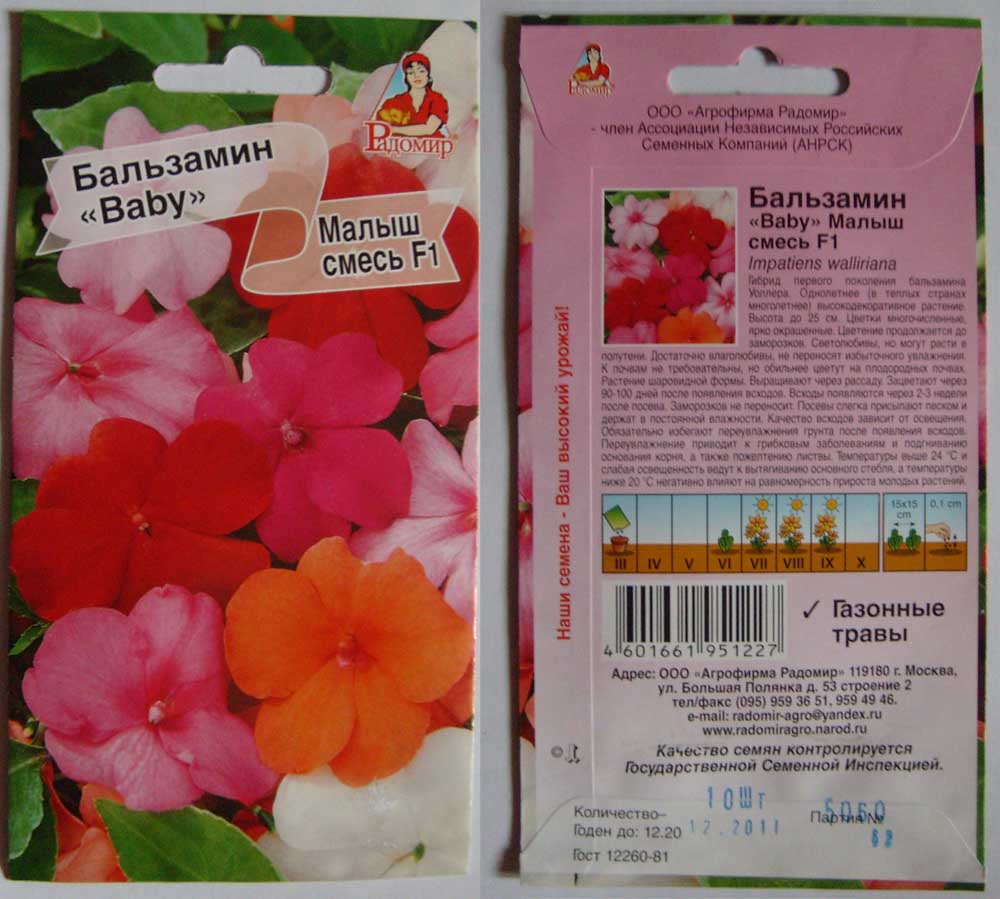 Бальзамин
«Baby»
Радомир
Малыш
смесь F1
Радомир
ООО «Агрофирма Радомир»
- член Ассоциации Независимых Российских
Семенных Компаний (АНРСК)
Бальзамин
«Baby» Малыш
смесь F1
Impatiens walliriana
Гибрид первого поколения бальзамина
Уоллера. Однолетнее (в теплых странах
многолетнее) высокодекоративное растение.
Высота до 25 см. Цветки многочисленные,
ярко окрашенные. Цветение продолжается до
заморозков. Светолюбивы, но могут расти в
полутени. Достаточно влаголюбивы, не переносят избыточного увлажнения.
К почвам не требовательны, но обильнее цветут на плодородных почвах.
Растение шаровидной формы. Выращивают через рассаду. Зацветают через
90-100 дней после появления всходов. Всходы появляются через 2-3 недели
после посева. Заморозков не переносит. Посевы слегка присыпают песком и
держат в постоянной влажности. Качество всходов зависит от освещения.
Обязательно избегают переувлажнения грунта после появления всходов.
Переувлажнение приводит к грибковым заболеваниям и подгниванию
основания корня, а также пожелтению листвы. Температуры выше 24 °С и
слабая освещенность ведут к вытягиванию основного стебля, а температуры
ниже 20 °С негативно влияют на равномерность прироста молодых растений.
Наши семена - Ваш высокий урожай!
15x15 cm
0,1 cm
III IV V VI VII VIII IX X
4 601661 951227
✓ Газонные
травы
Адрес: ООО «Агрофирма Радомир» 119180 г. Москва,
ул. Большая Полянка д. 53 строение 2
тел/факс (095) 959 36 51, 959 49 46.
e-mail: radomir-agro@yandex.ru
www.radomiragro.narod.ru
Качество семян контролируется
Государственной Семенной Инспекцией.
Количество– 10шт
Партия №
Годен до: 12.20 12.2011
Гост 12260-81